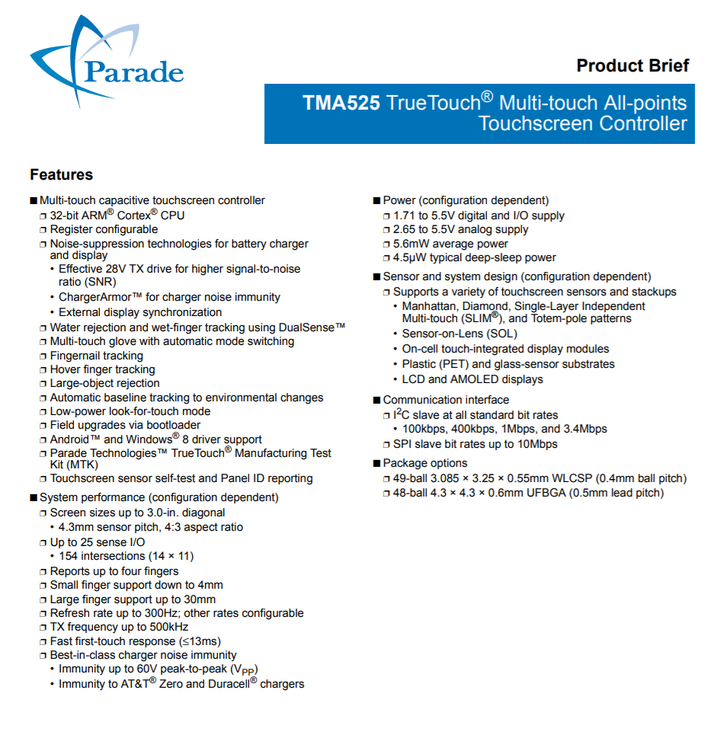 Parade
Product Brief
TMA525 TrueTouch® Multi-touch All-points
Touchscreen Controller
Features
■ Multi-touch capacitive touchscreen controller
❐ 32-bit ARM® Cortex® CPU
❐ Register configurable
❐ Noise-suppression technologies for battery charger
and display
• Effective 28V TX drive for higher signal-to-noise
ratio (SNR)
• ChargerArmor™ for charger noise immunity
• External display synchronization
❐ Water rejection and wet-finger tracking using DualSense™
❐ Multi-touch glove with automatic mode switching
❐ Fingernail tracking
❐ Hover finger tracking
❐ Large-object rejection
❐ Automatic baseline tracking to environmental changes
❐ Low-power look-for-touch mode
❐ Field upgrades via bootloader
❐ Android™ and Windows® 8 driver support
❐ Parade Technologies™ TrueTouch® Manufacturing Test
Kit (MTK)
❐ Touchscreen sensor self-test and Panel ID reporting
■ System performance (configuration dependent)
❐ Screen sizes up to 3.0-in. diagonal
• 4.3mm sensor pitch, 4:3 aspect ratio
❐ Up to 25 sense I/O
• 154 intersections (14 × 11)
❐ Reports up to four fingers
❐ Small finger support down to 4mm
❐ Large finger support up to 30mm
❐ Refresh rate up to 300Hz; other rates configurable
❐ TX frequency up to 500kHz
❐ Fast first-touch response (≤13ms)
❐ Best-in-class charger noise immunity
• Immunity up to 60V peak-to-peak (VPP)
• Immunity to AT&T® Zero and Duracell® chargers
■ Power (configuration dependent)
❐ 1.71 to 5.5V digital and I/O supply
❐ 2.65 to 5.5V analog supply
❐ 5.6mW average power
❐ 4.5µW typical deep-sleep power
■ Sensor and system design (configuration dependent)
❐ Supports a variety of touchscreen sensors and stackups
• Manhattan, Diamond, Single-Layer Independent
Multi-touch (SLIM®), and Totem-pole patterns
• Sensor-on-Lens (SOL)
• On-cell touch-integrated display modules
• Plastic (PET) and glass-sensor substrates
• LCD and AMOLED displays
■ Communication interface
❐ I²C slave at all standard bit rates
• 100kbps, 400kbps, 1Mbps, and 3.4Mbps
❐ SPI slave bit rates up to 10Mbps
■ Package options
❐ 49-ball 3.085 × 3.25 × 0.55mm WLCSP (0.4mm ball pitch)
❐ 48-ball 4.3 × 4.3 × 0.6mm UFBGA (0.5mm lead pitch)